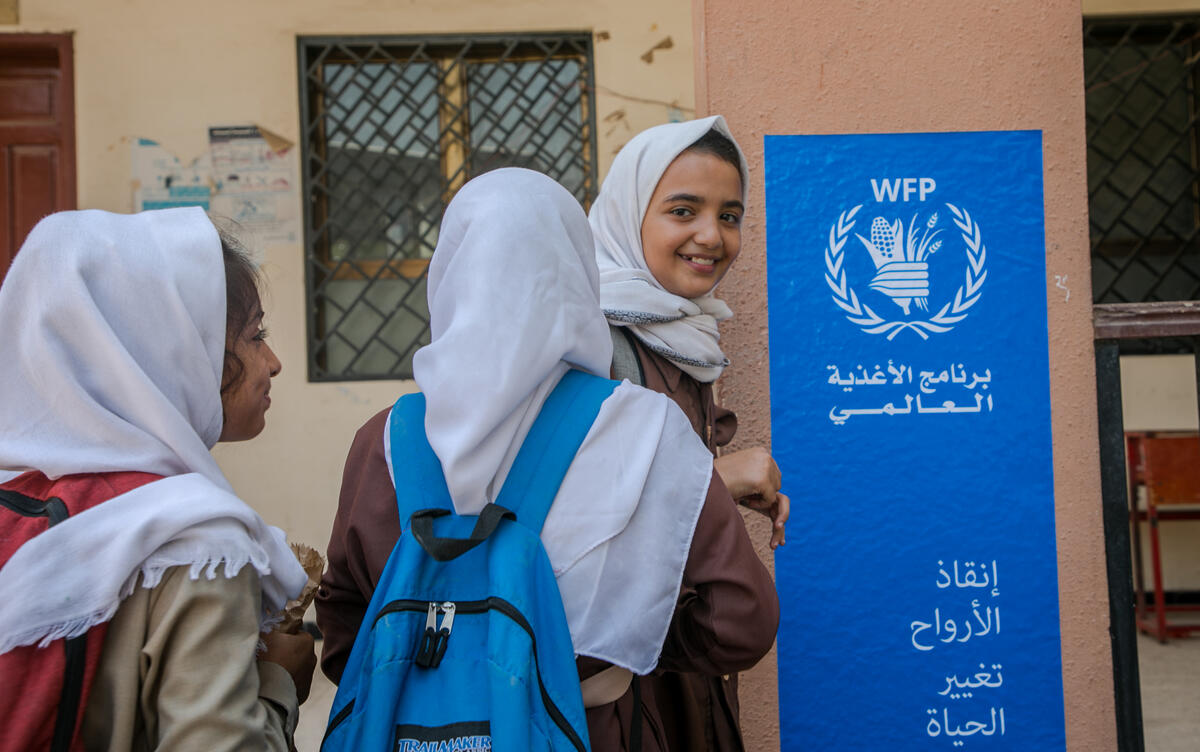 WFP
برنامج الأغذية
العالمي
إنقاذ
الأرواح
تغيير
الحياة
TRAILMAKER